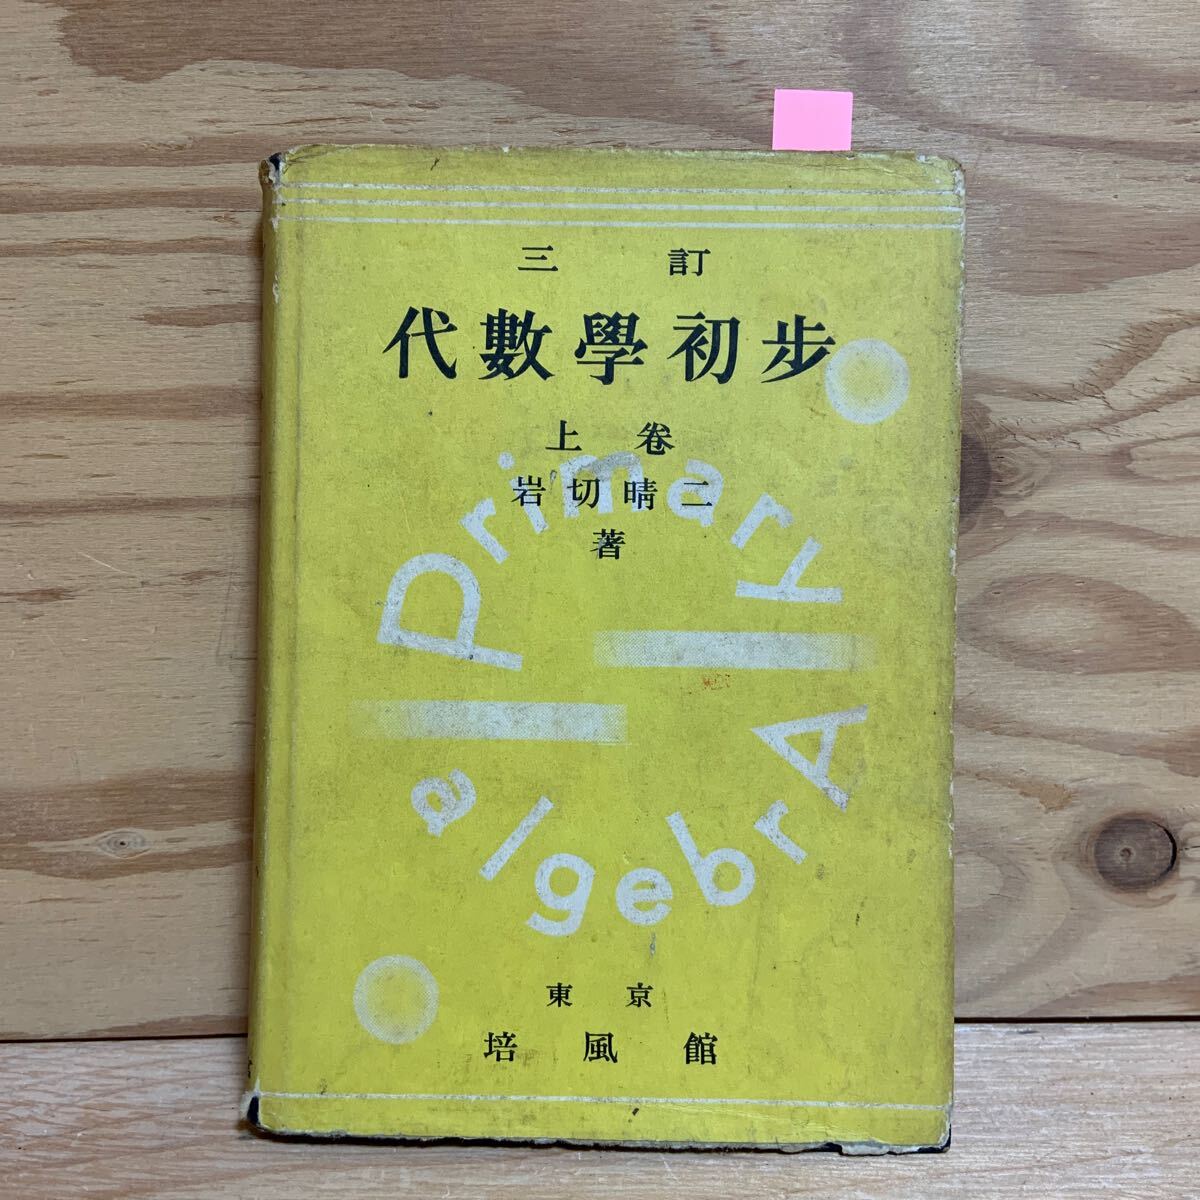 三訂
代數學初步
上卷
岩切晴二
著
Primary
AlgebrA
東京
培風館